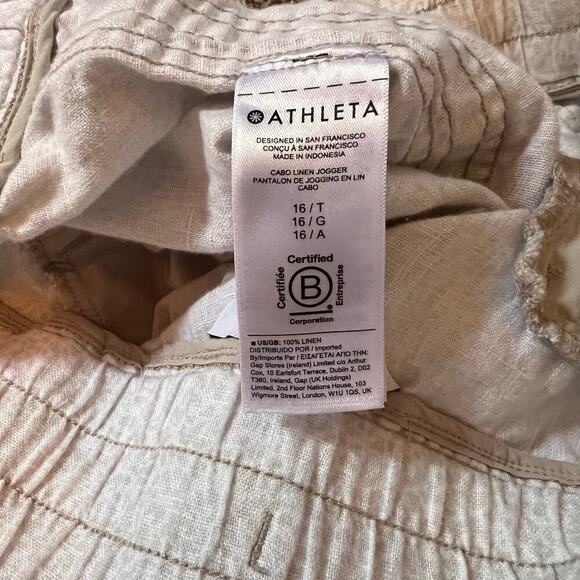 ATHLETA
DESIGNED IN SAN FRANCISCO
CONÇU À SAN FRANCISCO
MADE IN INDONESIA
CABO LINEN JOGGER
PANTALON DE JOGGING EN LIN
CABO
16 / T
16 / G
16 / A
Certified
Certifiée
B
Entreprise
Corporation
US/GB: 100% LINEN
DISTRIBUIDO POR / Imported
By/Importe Par / ΕΙΣΑΓΕΤΑΙ ΑΠΟ ΤΗΝ:
Gap Stores (Ireland) Limited c/o Arthur
Cox, 10 Earlsfort Terrace, Dublin 2, D02
T380, Ireland, Gap (UK Holdings)
Limited, 2nd Floor Nations House, 103
Wigmore Street, London, W1U 1QS, UK